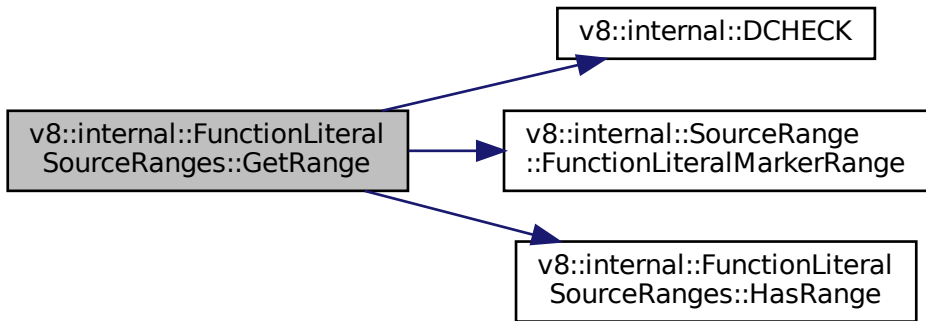 v8::internal::DCHECK
v8::internal::FunctionLiteral
SourceRanges::GetRange
v8::internal::SourceRange
::FunctionLiteralMarkerRange
v8::internal::FunctionLiteral
SourceRanges::HasRange